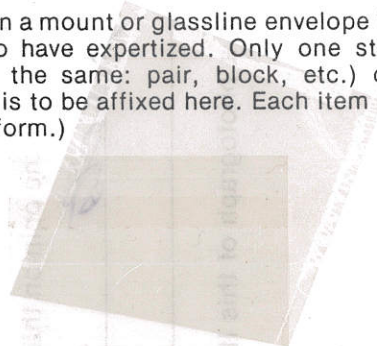 n a mount or glassline envelope
o have expertized. Only one st
the same: pair, block, etc.) c
is to be affixed here. Each item
form.)